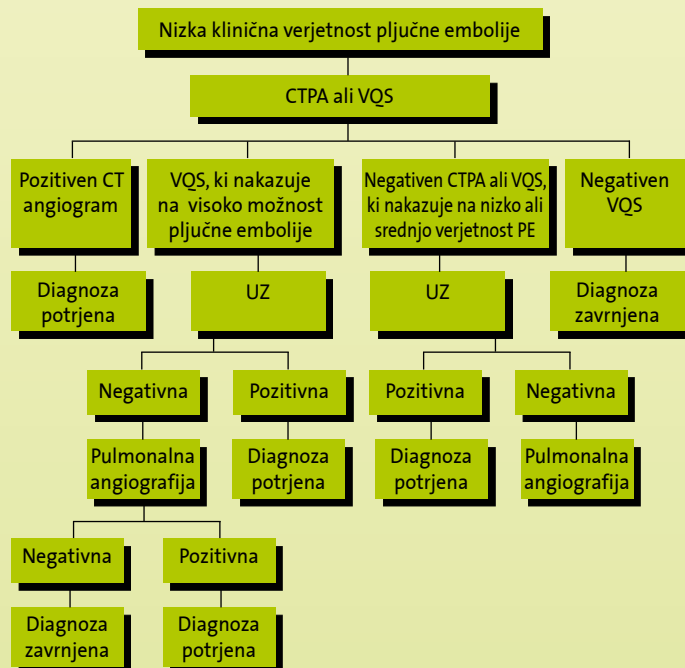 Nizka klinična verjetnost pljučne embolije
CTPA ali VQS
Pozitiven CT
angiogram
VQS, ki nakazuje
na visoko možnost
pljučne embolije
Negativen CTPA ali VQS,
ki nakazuje na nizko ali
srednjo verjetnost PE
Negativen
VQS
Diagnoza
potrjena
UZ
UZ
Diagnoza
zavrnjena
Negativna
Pozitivna
Pozitivna
Negativna
Pulmonalna
angiografija
Diagnoza
potrjena
Diagnoza
potrjena
Pulmonalna
angiografija
Negativna
Pozitivna
Diagnoza
zavrnjena
Diagnoza
potrjena